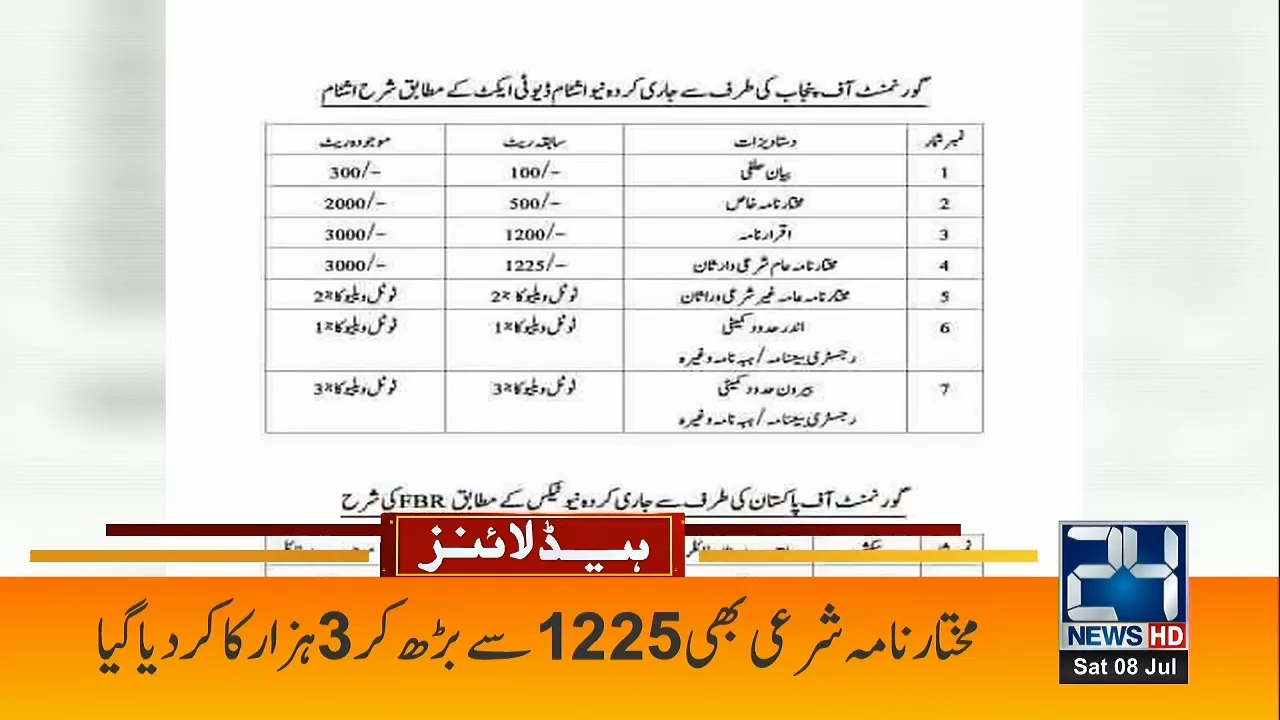 گورنمنٹ آف پنجاب کی طرف سے جاری کردہ نیو اشٹام ڈیوٹی ایکٹ کے مطابق شرح اشٹام
نمبر شمار دستاویزات سابقہ ریٹ موجودہ ریٹ
1 بیان حلفی 100/- 300/-
2 مختار نامہ خاص 500/- 2000/-
3 اقرار نامہ 1200/- 3000/-
4 مختار نامہ عام شرعی وارثان 1225/- 3000/-
5 مختار نامہ عامہ غیر شرعی وراثان ٹوٹل ویلیو کا 2% ٹوٹل ویلیو کا 2%
6 اندر حدود کمیٹی ٹوٹل ویلیو کا 1% ٹوٹل ویلیو کا 1%
رجسٹری بیعنامہ / ہبہ نامہ وغیرہ
7 بیرون حدود کمیٹی ٹوٹل ویلیو کا 3% ٹوٹل ویلیو کا 3%
رجسٹری بیعنامہ / ہبہ نامہ وغیرہ
گورنمنٹ آف پاکستان کی طرف سے جاری کردہ نیو ٹیکس کے مطابق FBR کی شرح
ہیڈلائنز
مختار نامہ شرعی بھی 1225 سے بڑھ کر 3 ہزار کا کر دیا گیا
24
NEWS HD
Sat 08 Jul